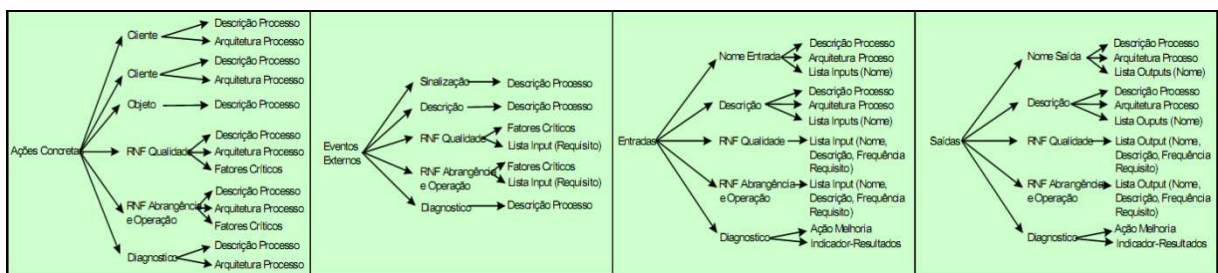 Ações Concretas
Cliente
Descrição Processo
Arquitetura Processo
Cliente
Descrição Processo
Arquitetura Processo
Objeto
Descrição Processo
RNF Qualidade
Descrição Processo
Arquitetura Processo
Fatores Críticos
RNF Abrangência
e Operação
Descrição Processo
Arquitetura Processo
Fatores Críticos
Diagnostico
Descrição Processo
Arquitetura Processo
Eventos
Externos
Sinalização
Descrição Processo
Descrição
Descrição Processo
RNF Qualidade
Fatores Críticos
Lista Input (Requisito)
RNF Abrangência
e Operação
Fatores Críticos
Lista Input (Requisito)
Diagnostico
Descrição Processo
Entradas
Nome Entrada
Descrição Processo
Arquitetura Processo
Lista Inputs (Nome)
Descrição
Descrição Processo
Arquitetura Proceso
Lista Inputs (Nome)
RNF Qualidade
Lista Input (Nome,
Descrição, Frequência
Requisito)
RNF Abrangência
e Operação
Lista Input (Nome,
Descrição, Frequência
Requisito)
Diagnostico
Ação Melhoria
Indicador-Resultados
Saídas
Nome Saída
Descrição Processo
Arquitetura Processo
Lista Outputs (Nome)
Descrição
Descrição Processo
Arquitetura Processo
Lista Ouputs (Nome)
RNF Qualidade
Lista Output (Nome,
Descrição, Frequência
Requisito)
RNF Abrangência
e Operação
Lista Output (Nome,
Descrição, Frequência
Requisito)
Diagnostico
Ação Melhoria
Indicador-Resultados